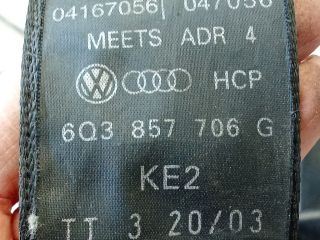 04167056| 047056
MEETS ADR 4
HCP
6Q3 857 706 G
KE2
TT 3 20/03